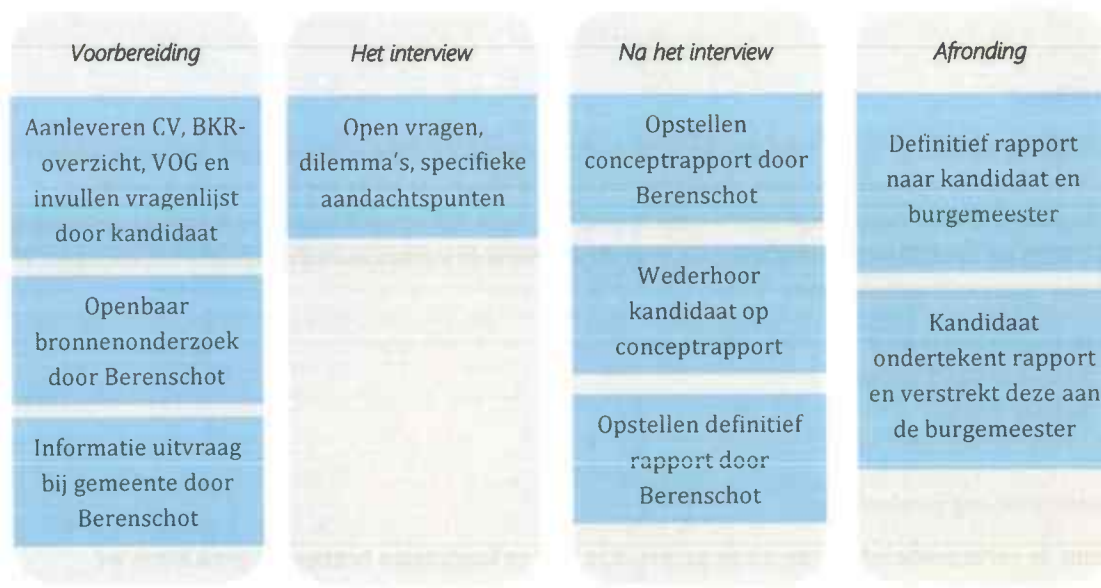 Voorbereiding
Aanleveren CV, BKR-
overzicht, VOG en
invullen vragenlijst
door kandidaat
Openbaar
bronnenonderzoek
door Berenschot
Informatie uitvraag
bij gemeente door
Berenschot
Het interview
Open vragen,
dilemma's, specifieke
aandachtspunten
Na het interview
Opstellen
conceptrapport door
Berenschot
Wederhoor
kandidaat op
conceptrapport
Opstellen definitief
rapport door
Berenschot
Afronding
Definitief rapport
naar kandidaat en
burgemeester
Kandidaat
ondertekent rapport
en verstrekt deze aan
de burgemeester